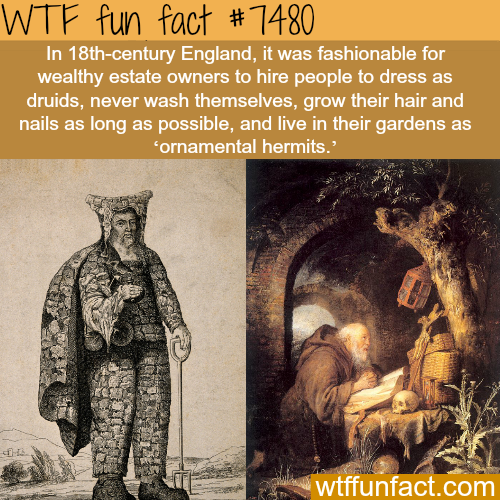 WTF fun fact #7480
In 18th-century England, it was fashionable for
wealthy estate owners to hire people to dress as
druids, never wash themselves, grow their hair and
nails as long as possible, and live in their gardens as
‘ornamental hermits.’
wtffunfact.com